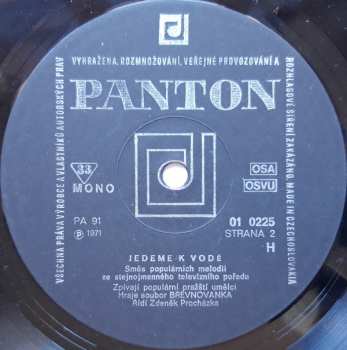 VŠECHNA PRÁVA VÝROBCE A VLASTNÍKŮ AUTORSKÝCH PRÁV VYHRAŽENA. ROZMNOŽOVÁNÍ, VEŘEJNÉ PROVOZOVÁNÍ A ROZHLASOVÉ ŠÍŘENÍ ZAKÁZÁNO. MADE IN CZECHOSLOVAKIA
PANTON
33
MONO
OSA
OSVU
PA 91
℗ 1971
01 0225
STRANA 2
H
JEDEME K VODĚ
Směs populárních melodií
ze stejnojmenného televizního pořadu
Zpívají populární pražští umělci
Hraje soubor BŘEVNOVANKA
Řídí Zdeněk Procházka